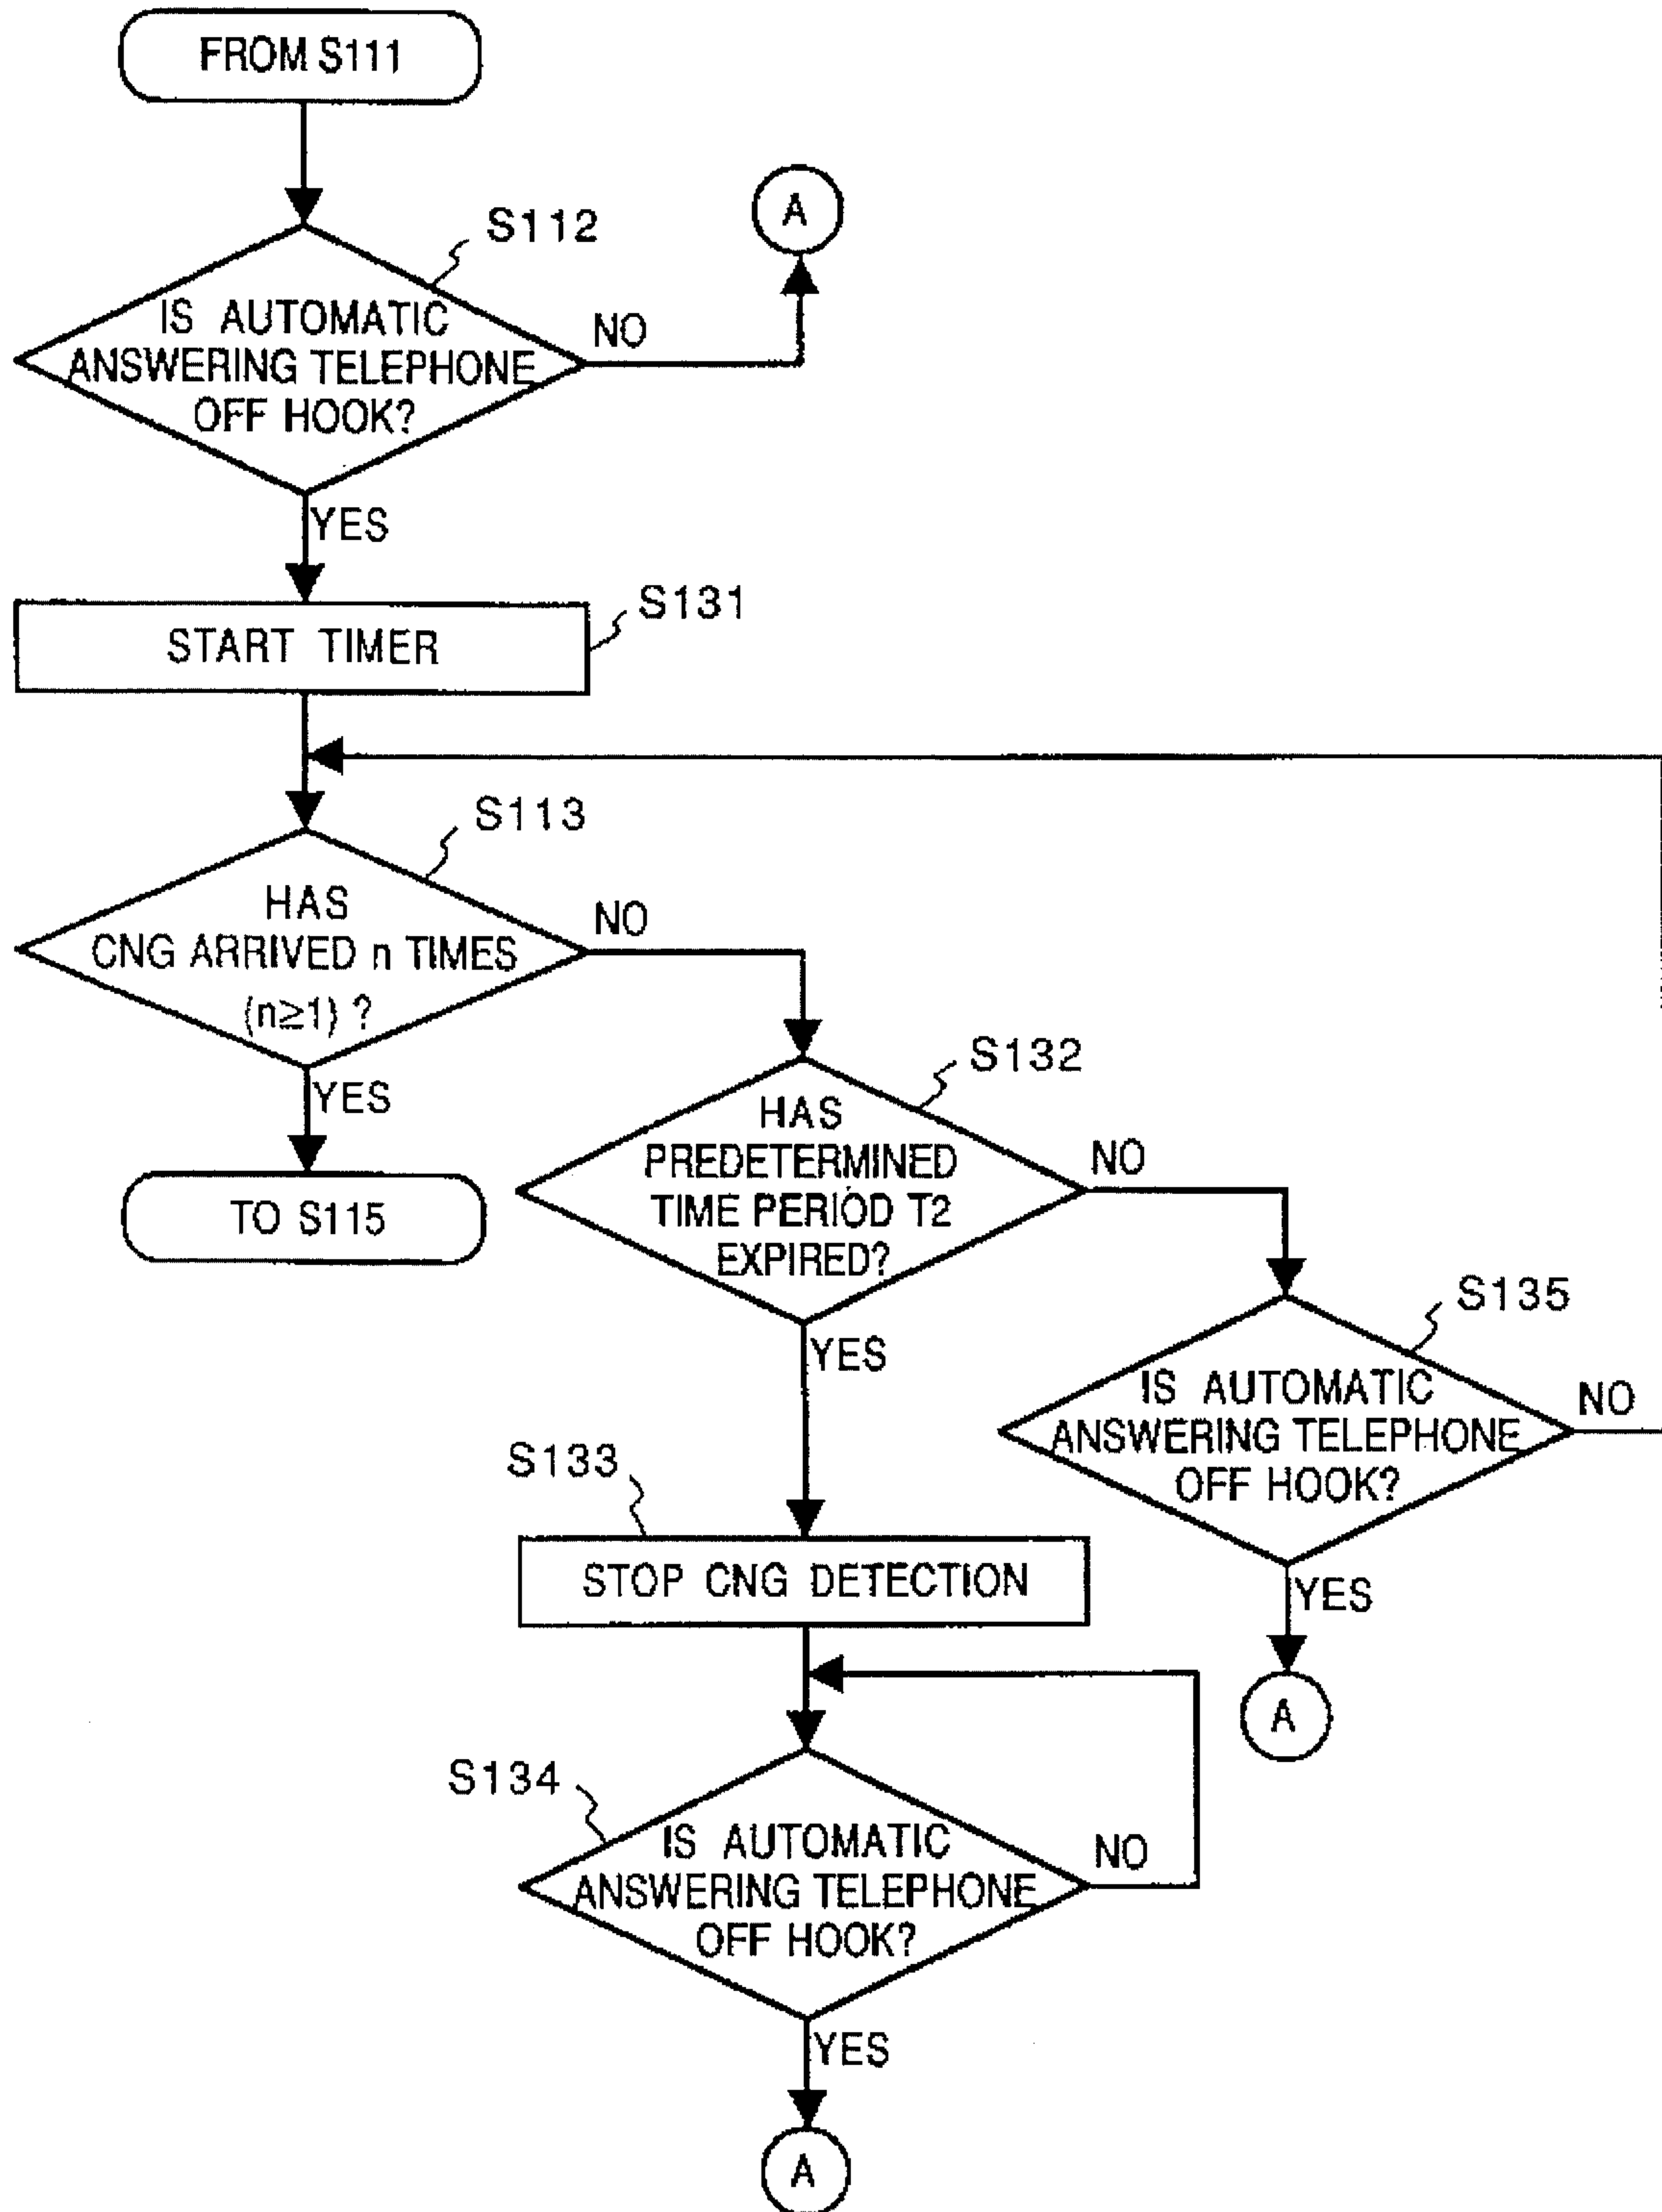 FROM S111
A
S112
IS AUTOMATIC
ANSWERING TELEPHONE
OFF HOOK?
NO
YES
S131
START TIMER
S113
HAS
CNG ARRIVED n TIMES
(n≥1) ?
NO
YES
TO S115
S132
HAS
PREDETERMINED
TIME PERIOD T2
EXPIRED?
NO
YES
S135
IS AUTOMATIC
ANSWERING TELEPHONE
OFF HOOK?
NO
YES
A
S133
STOP CNG DETECTION
S134
IS AUTOMATIC
ANSWERING TELEPHONE
OFF HOOK?
NO
YES
A